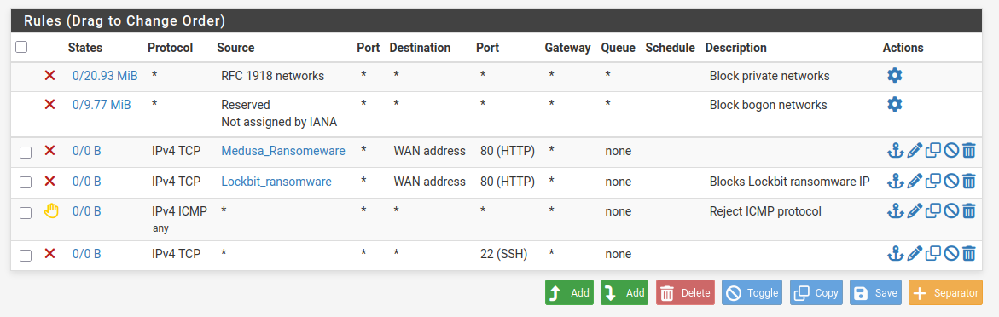 Rules (Drag to Change Order)
States Protocol Source Port Destination Port Gateway Queue Schedule Description Actions
0/20.93 MiB * RFC 1918 networks * * * * * Block private networks
0/9.77 MiB * Reserved * * * * * Block bogon networks
Not assigned by IANA
0/0 B IPv4 TCP Medusa_Ransomeware * WAN address 80 (HTTP) * none
0/0 B IPv4 TCP Lockbit_ransomware * WAN address 80 (HTTP) * none Blocks Lockbit ransomware IP
0/0 B IPv4 ICMP * * * * * none Reject ICMP protocol
any
0/0 B IPv4 TCP * * * 22 (SSH) * none
Add Add Delete Toggle Copy Save Separator